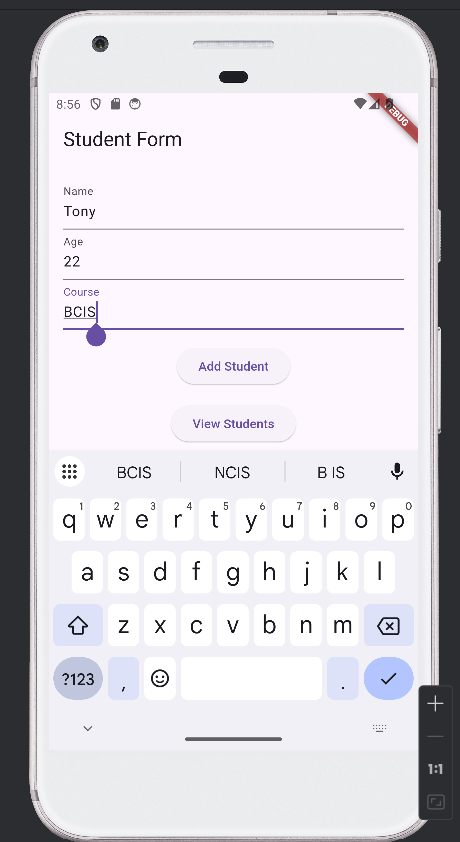 8:56
DEBUG
Student Form
Name
Tony
Age
22
Course
BCIS
Add Student
View Students
BCIS NCIS B IS
q1 w2 e3 r4 t5 y6 u7 i8 o9 p0
a s d f g h j k l
z x c v b n m
?123 , .
1:1